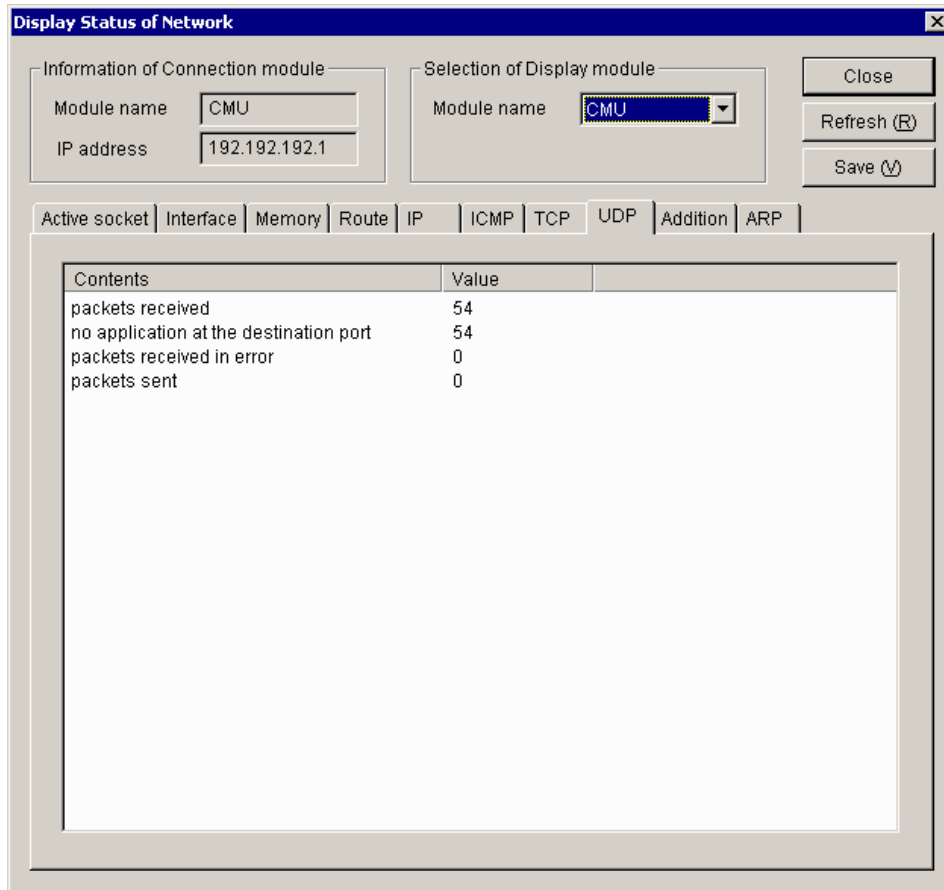 Display Status of Network
Information of Connection module
Module name CMU
IP address 192.192.192.1
Selection of Display module
Module name CMU
Close
Refresh (R)
Save (V)
Active socket Interface Memory Route IP ICMP TCP UDP Addition ARP
Contents Value
packets received 54
no application at the destination port 54
packets received in error 0
packets sent 0